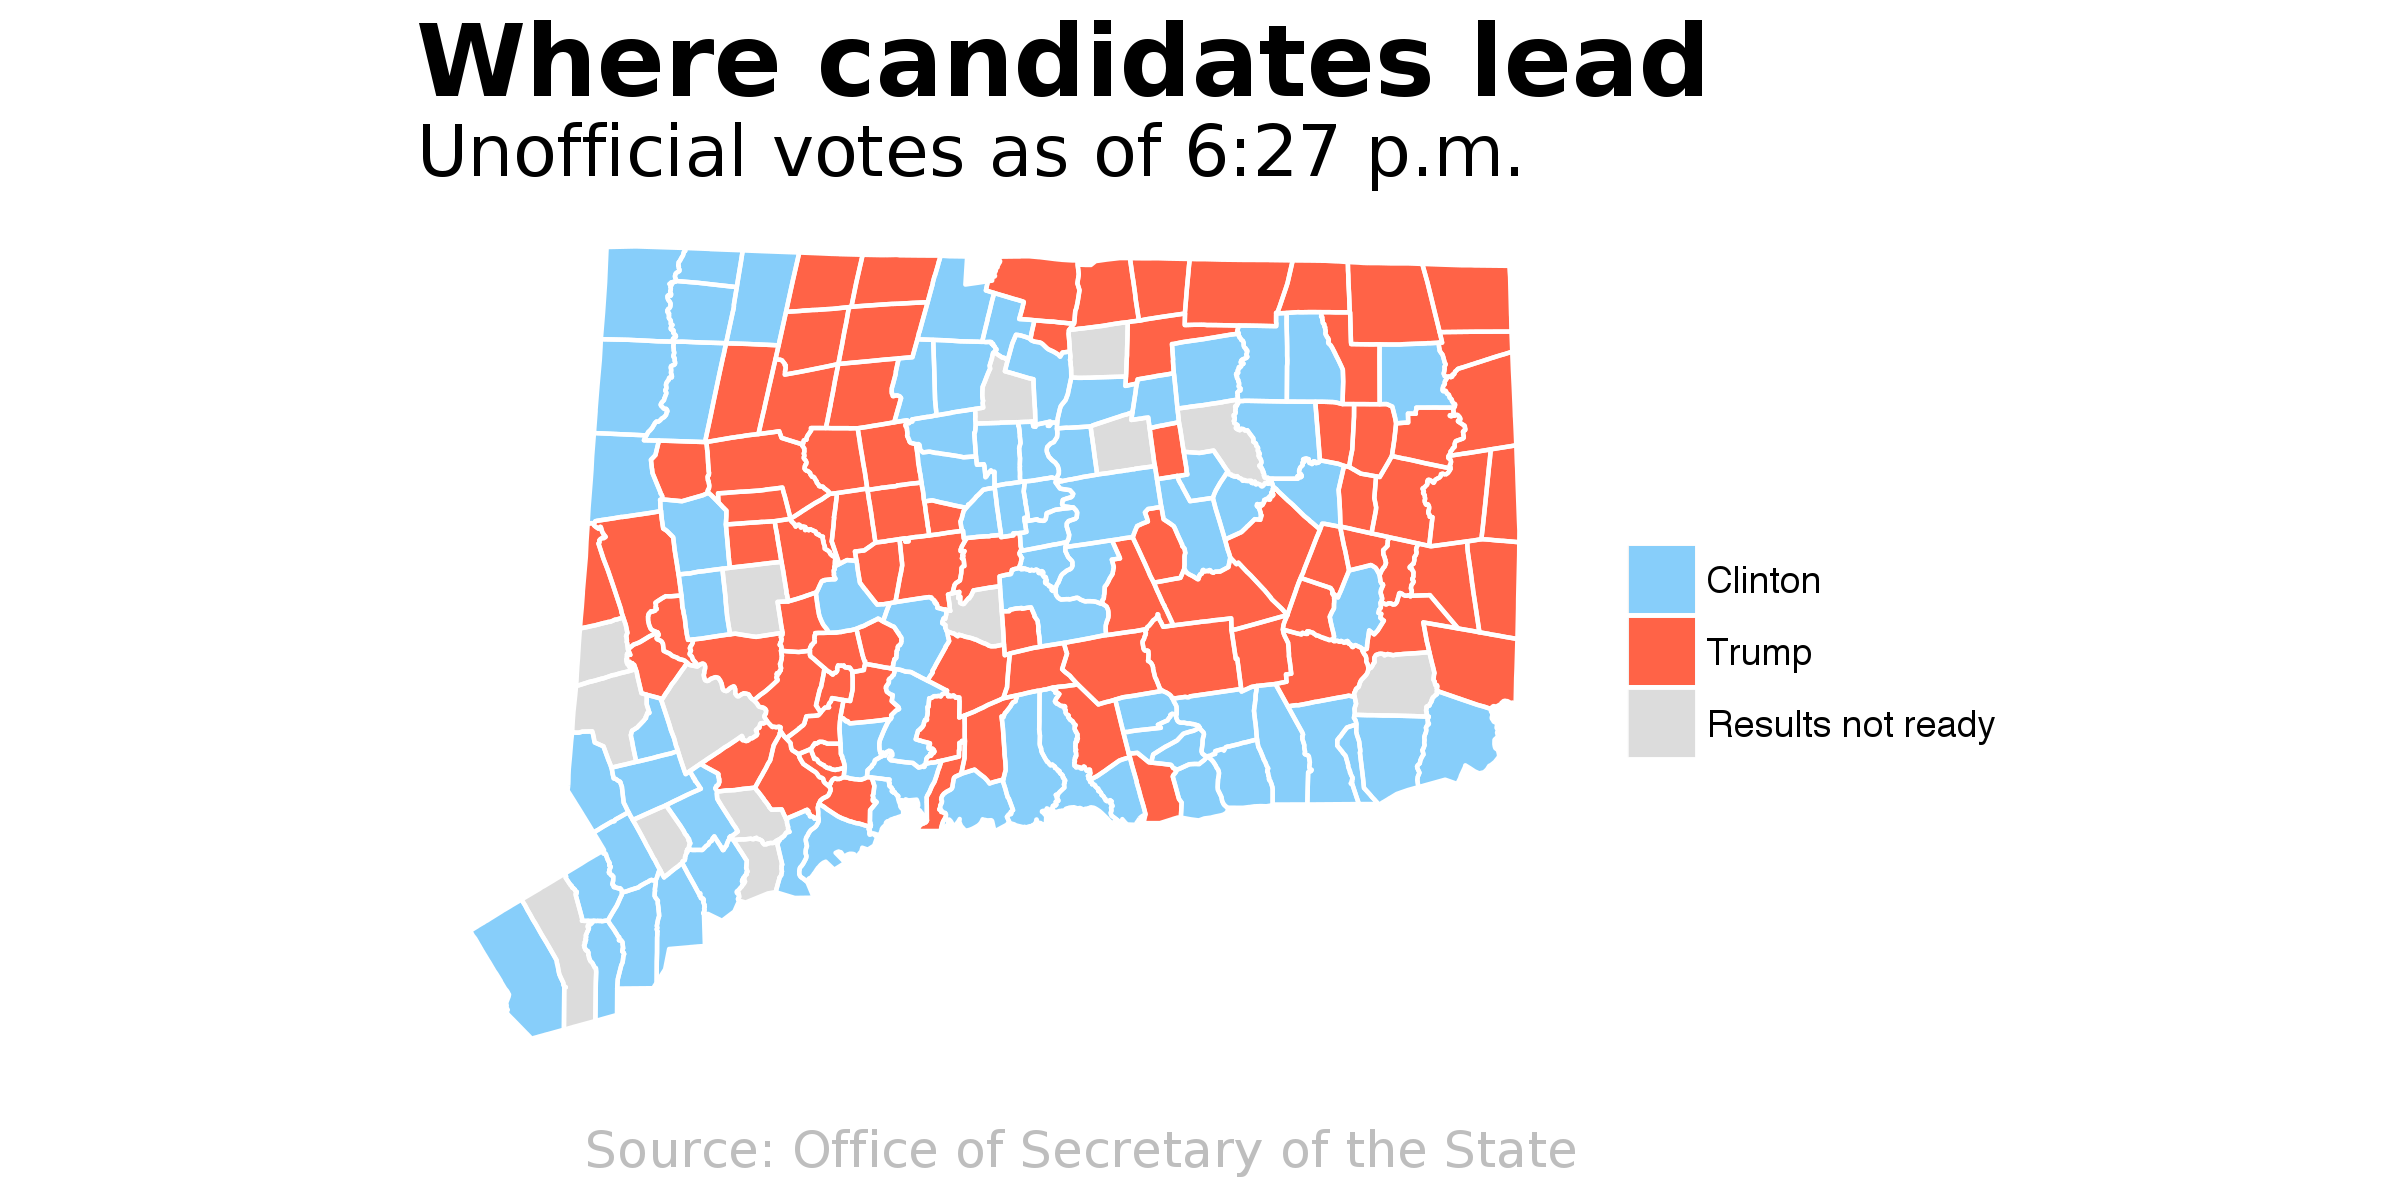 Where candidates lead
Unofficial votes as of 6:27 p.m.
Clinton
Trump
Results not ready
Source: Office of Secretary of the State